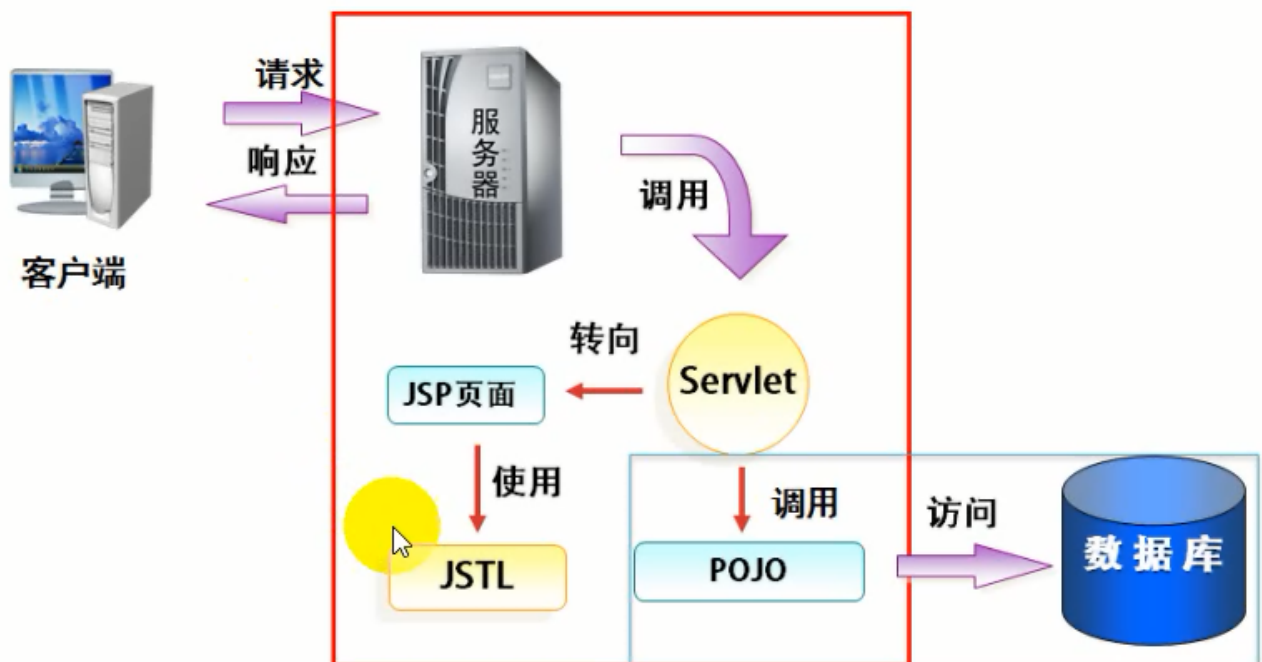 请求
服务器
响应
调用
客户端
转向
Servlet
JSP页面
使用
调用
访问
数据库
JSTL
POJO